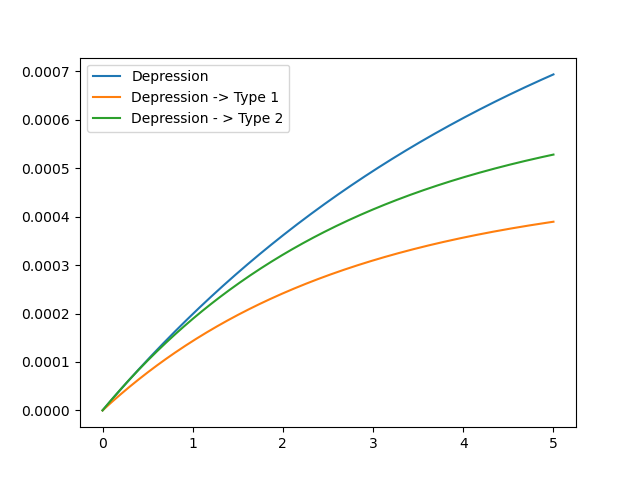 0.0007
0.0006
0.0005
0.0004
0.0003
0.0002
0.0001
0.0000
Depression
Depression -> Type 1
Depression - > Type 2
0 1 2 3 4 5